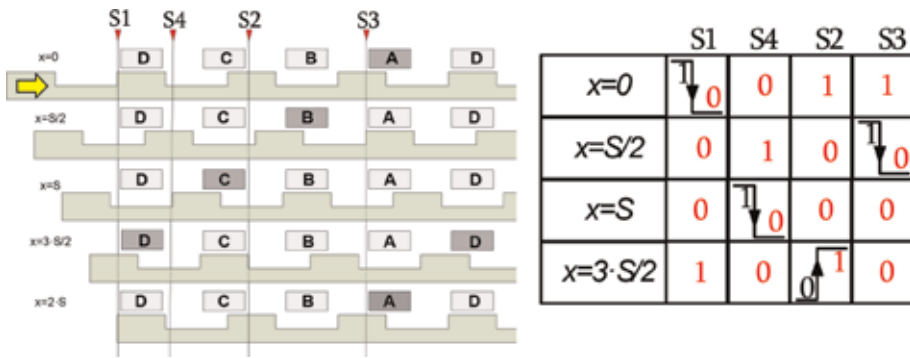 S1 S4 S2 S3
x=0
D C B A D
x=S/2
D C B A D
x=S
D C B A D
x=3·S/2
D C B A D
x=2·S
D C B A D
S1 S4 S2 S3
x=0 1 0 0 1 1
x=S/2 0 1 0 1 0
x=S 0 1 0 0 0
x=3·S/2 1 0 0 1 0